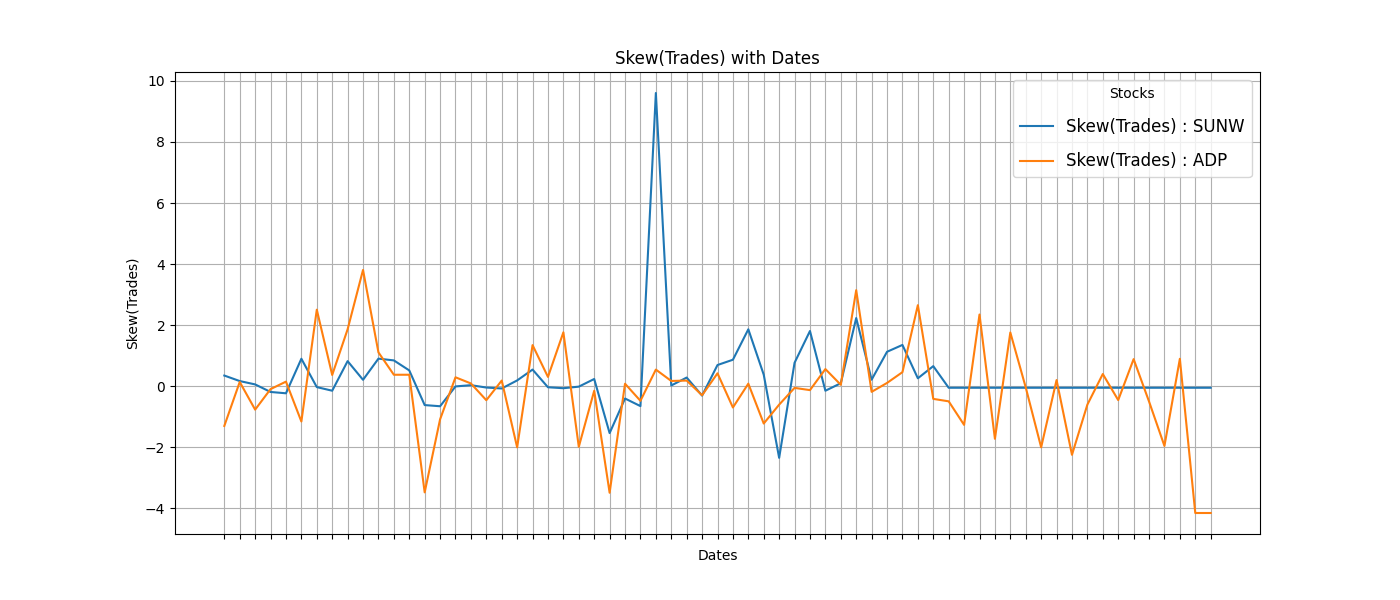 Skew(Trades) with Dates
Skew(Trades)
10
8
6
4
2
0
−2
−4
Stocks
Skew(Trades) : SUNW
Skew(Trades) : ADP
Dates